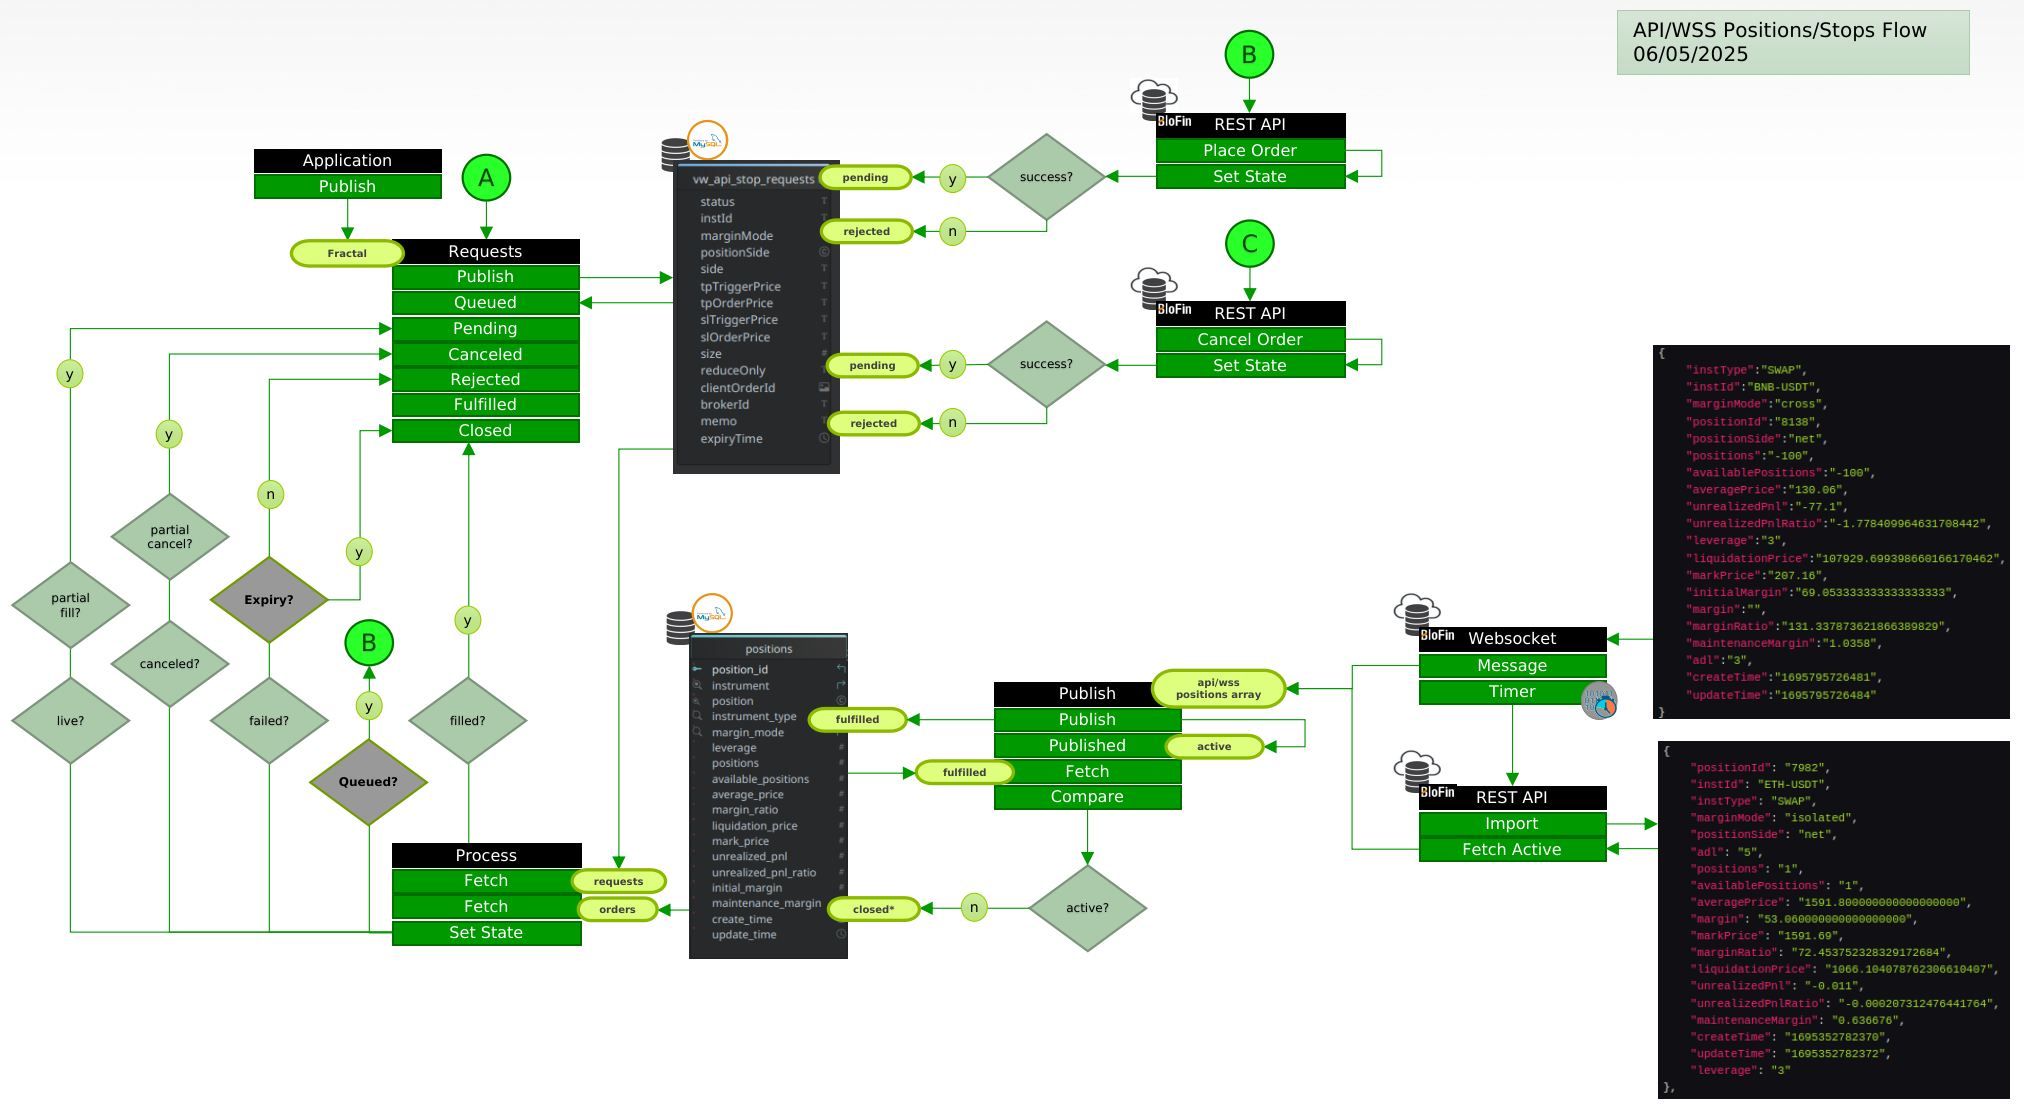 API/WSS Positions/Stops Flow
06/05/2025
B
BloFin
REST API
Place Order
Set State
success?
y
n
pending
rejected
C
BloFin
REST API
Cancel Order
Set State
success?
y
n
pending
rejected
Application
Publish
A
Fractal
Requests
Publish
Queued
Pending
Canceled
Rejected
Fulfilled
Closed
MySQL
vw_api_stop_requests
status
instId
marginMode
positionSide
side
tpTriggerPrice
tpOrderPrice
slTriggerPrice
slOrderPrice
size
reduceOnly
clientOrderId
brokerId
memo
expiryTime
y
y
n
y
y
y
partial
fill?
partial
cancel?
Expiry?
canceled?
live?
failed?
filled?
B
Queued?
Process
Fetch
Fetch
Set State
requests
orders
MySQL
positions
position_id
instrument
position
instrument_type
margin_mode
leverage
positions
available_positions
average_price
margin_ratio
liquidation_price
mark_price
unrealized_pnl
unrealized_pnl_ratio
initial_margin
maintenance_margin
create_time
update_time
fulfilled
fulfilled
closed*
n
active?
Publish
Publish
Published
Fetch
Compare
api/wss
positions array
active
BloFin
Websocket
Message
Timer
BloFin
REST API
Import
Fetch Active
{
"instType":"SWAP",
"instId":"BNB-USDT",
"marginMode":"cross",
"positionId":"8138",
"positionSide":"net",
"positions":"-100",
"availablePositions":"-100",
"averagePrice":"130.06",
"unrealizedPnl":"-77.1",
"unrealizedPnlRatio":"-1.778409964631708442",
"leverage":"3",
"liquidationPrice":"107929.699398660166170462",
"markPrice":"207.16",
"initialMargin":"69.053333333333333333",
"margin":"",
"marginRatio":"131.337873621866389829",
"maintenanceMargin":"1.0358",
"adl":"3",
"createTime":"1695795726481",
"updateTime":"1695795726484"
}
{
"positionId": "7982",
"instId": "ETH-USDT",
"instType": "SWAP",
"marginMode": "isolated",
"positionSide": "net",
"adl": "5",
"positions": "1",
"availablePositions": "1",
"averagePrice": "1591.800000000000000000",
"margin": "53.060000000000000000",
"markPrice": "1591.69",
"marginRatio": "72.453752328329172684",
"liquidationPrice": "1066.104078762306610407",
"unrealizedPnl": "-0.011",
"unrealizedPnlRatio": "-0.000207312476441764",
"maintenanceMargin": "0.636676",
"createTime": "1695352782370",
"updateTime": "1695352782372",
"leverage": "3"
},